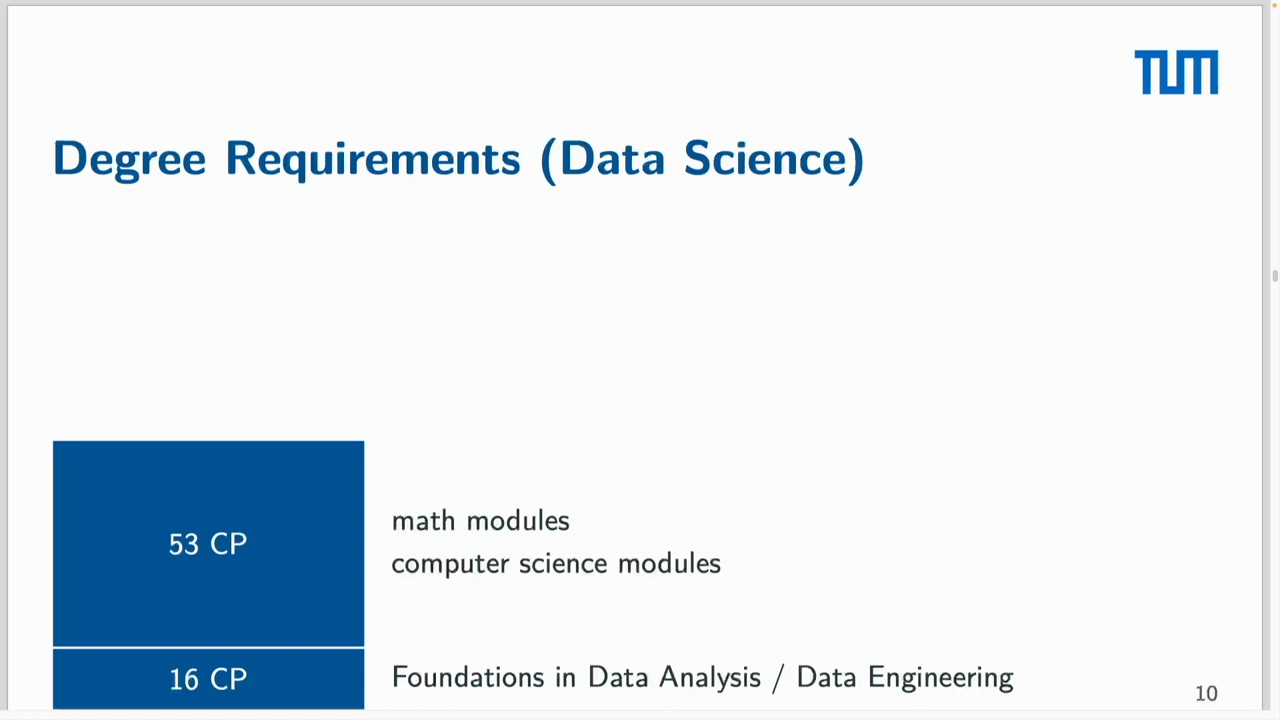 TUM
Degree Requirements (Data Science)
53 CP
math modules
computer science modules
16 CP
Foundations in Data Analysis / Data Engineering
10